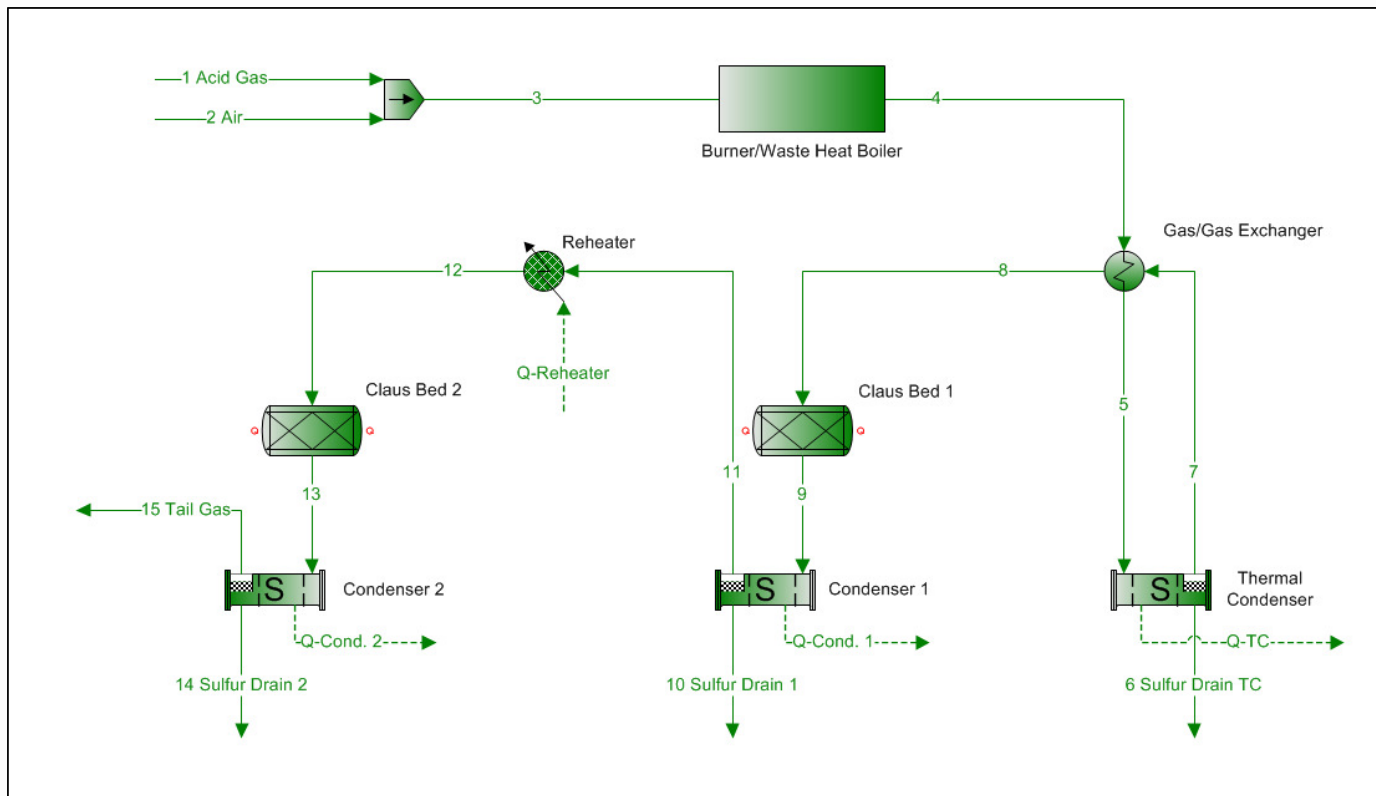 1 Acid Gas
2 Air
3
4
Burner/Waste Heat Boiler
Gas/Gas Exchanger
Reheater
12
8
Q-Reheater
Claus Bed 2
Claus Bed 1
5
Q
Q
Q
Q
11
7
13
9
15 Tail Gas
S
Condenser 2
S
Condenser 1
S
Thermal
Condenser
Q-Cond. 2
Q-Cond. 1
Q-TC
14 Sulfur Drain 2
10 Sulfur Drain 1
6 Sulfur Drain TC